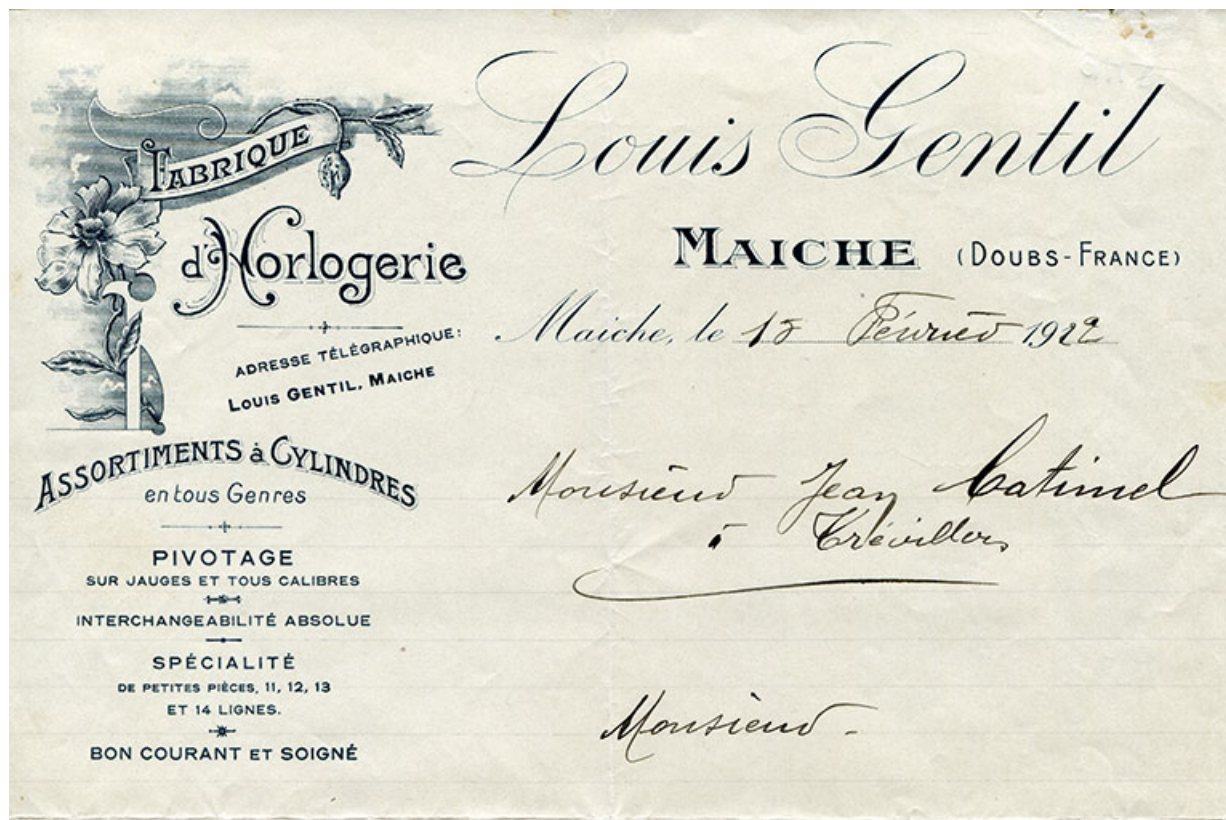 FABRIQUE
d'Horlogerie
ADRESSE TÉLÉGRAPHIQUE:
LOUIS GENTIL, MAICHE
ASSORTIMENTS à CYLINDRES
en tous Genres
PIVOTAGE
SUR JAUGES ET TOUS CALIBRES
INTERCHANGEABILITÉ ABSOLUE
SPÉCIALITÉ
DE PETITES PIÈCES, 11, 12, 13
ET 14 LIGNES.
BON COURANT ET SOIGNÉ
Louis Gentil
MAICHE (DOUBS-FRANCE)
Maiche, le Février 1922
Monsieur Jean Catimel
à Trévillers
Monsieur.